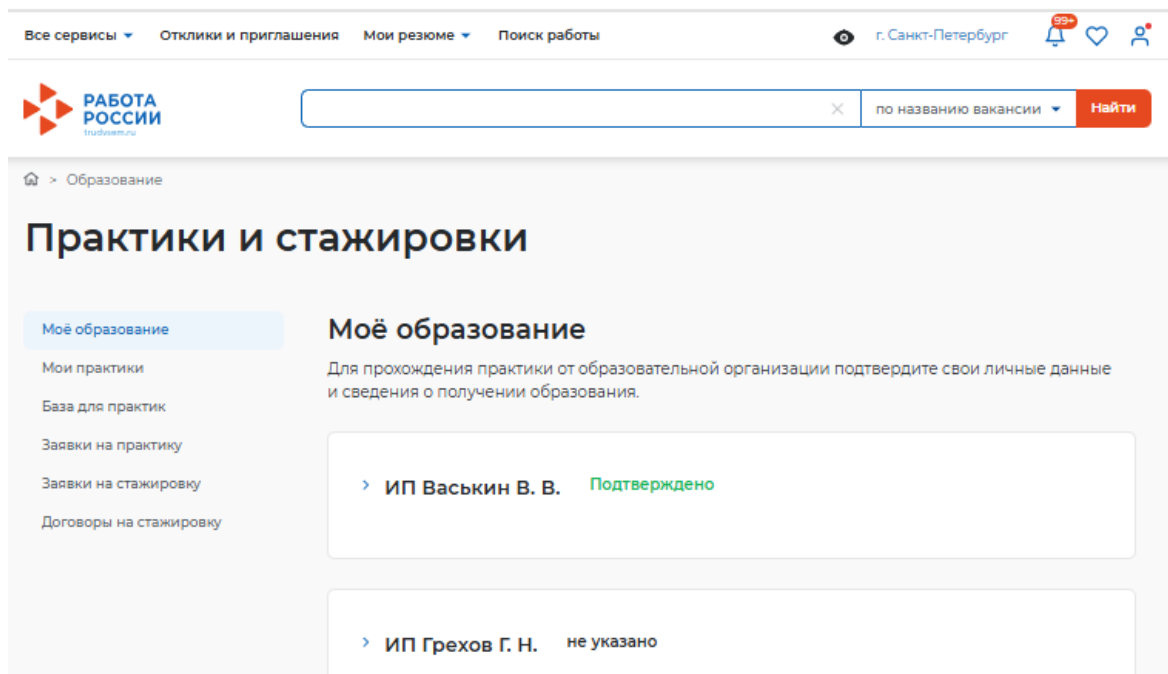 Все сервисы Отклики и приглашения Мои резюме Поиск работы г. Санкт-Петербург 99+
РАБОТА
РОССИИ
trudvsem.ru
по названию вакансии Найти
> Образование
Практики и стажировки
Моё образование
Мои практики
База для практик
Заявки на практику
Заявки на стажировку
Договоры на стажировку
Моё образование
Для прохождения практики от образовательной организации подтвердите свои личные данные
и сведения о получении образования.
ИП Васькин В. В. Подтверждено
ИП Грехов Г. Н. не указано